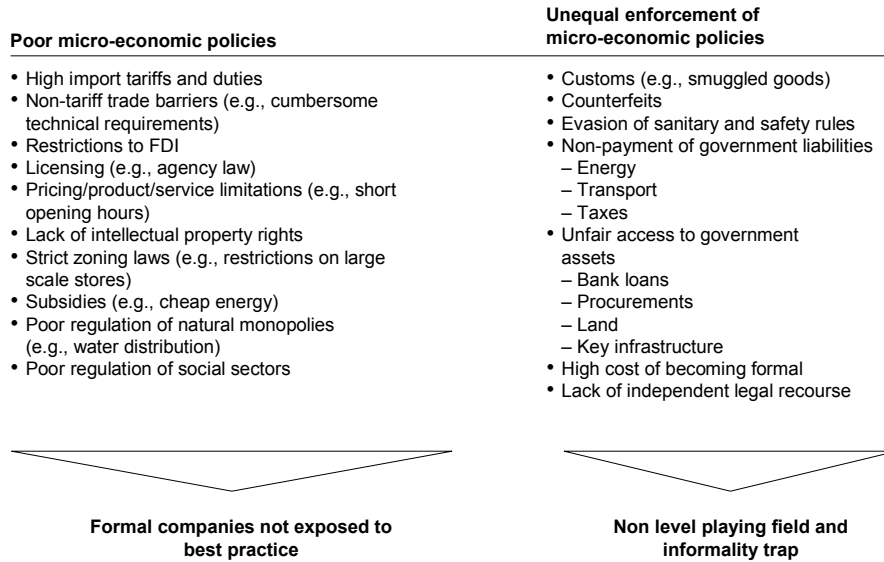 Poor micro-economic policies
• High import tariffs and duties
• Non-tariff trade barriers (e.g., cumbersome
technical requirements)
• Restrictions to FDI
• Licensing (e.g., agency law)
• Pricing/product/service limitations (e.g., short
opening hours)
• Lack of intellectual property rights
• Strict zoning laws (e.g., restrictions on large
scale stores)
• Subsidies (e.g., cheap energy)
• Poor regulation of natural monopolies
(e.g., water distribution)
• Poor regulation of social sectors
Formal companies not exposed to
best practice
Unequal enforcement of
micro-economic policies
• Customs (e.g., smuggled goods)
• Counterfeits
• Evasion of sanitary and safety rules
• Non-payment of government liabilities
– Energy
– Transport
– Taxes
• Unfair access to government
assets
– Bank loans
– Procurements
– Land
– Key infrastructure
• High cost of becoming formal
• Lack of independent legal recourse
Non level playing field and
informality trap